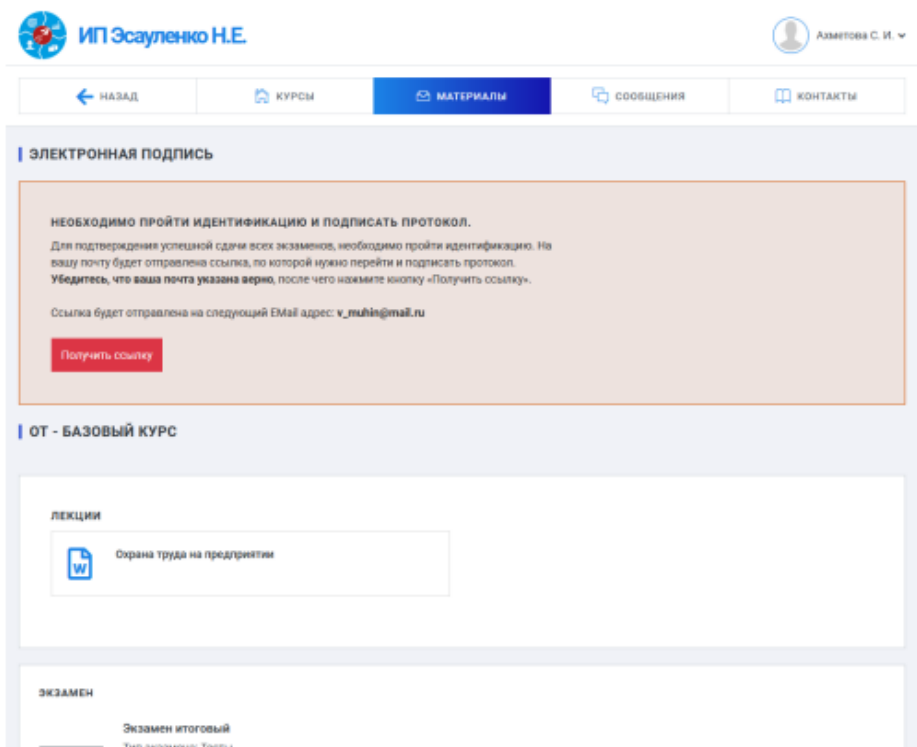 ИП Эсауленко Н.Е.
Ахметова С. И.
НАЗАД
КУРСЫ
МАТЕРИАЛЫ
СООБЩЕНИЯ
КОНТАКТЫ
ЭЛЕКТРОННАЯ ПОДПИСЬ
НЕОБХОДИМО ПРОЙТИ ИДЕНТИФИКАЦИЮ И ПОДПИСАТЬ ПРОТОКОЛ.
Для подтверждения успешной сдачи всех экзаменов, необходимо пройти идентификацию. На
вашу почту будет отправлена ссылка, по которой нужно перейти и подписать протокол.
Убедитесь, что ваша почта указана верно, после чего нажмите кнопку «Получить ссылку».
Ссылка будет отправлена на следующий EMail адрес: v_muhin@mail.ru
Получить ссылку
ОТ - БАЗОВЫЙ КУРС
ЛЕКЦИИ
W
Охрана труда на предприятии
ЭКЗАМЕН
Экзамен итоговый
Тип экзамена: Тесты